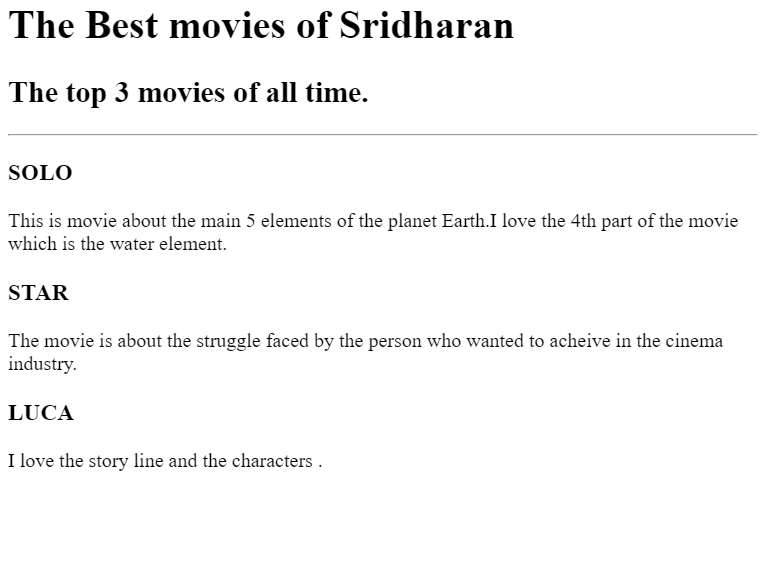 The Best movies of Sridharan
The top 3 movies of all time.
SOLO
This is movie about the main 5 elements of the planet Earth.I love the 4th part of the movie
which is the water element.
STAR
The movie is about the struggle faced by the person who wanted to acheive in the cinema
industry.
LUCA
I love the story line and the characters .